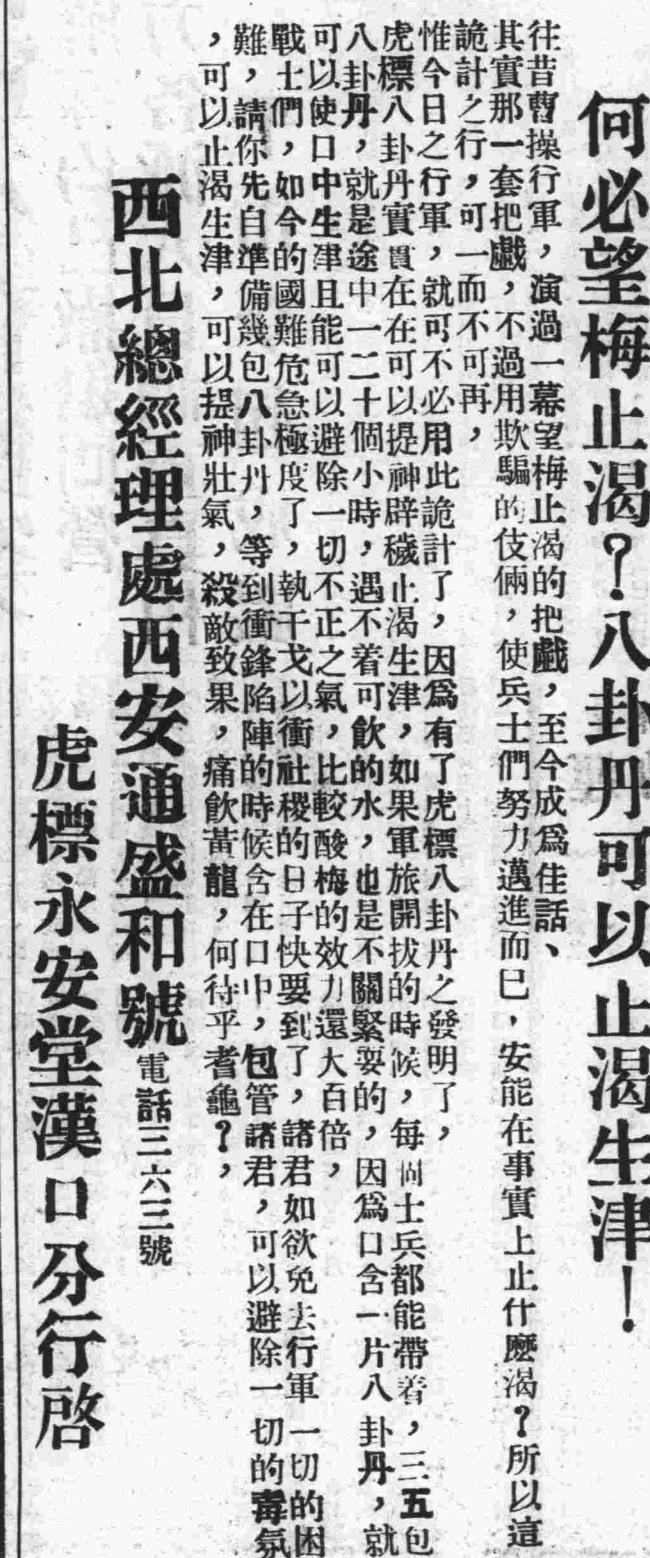 何必望梅止渴？八卦丹可以止渴生津！
往昔曹操行軍，演過一幕望梅止渴的把戲，至今成爲佳話、
其實那一套把戲，不過用欺騙的伎倆，使兵士們努力邁進而已，安能在事實上止什麼渴？所以這
詭計之行，可一而不可再，
惟今日之行軍，就可不必用此詭計了，因爲有了虎標八卦丹之發明了，
虎標八卦丹實實在在可以提神辟穢止渴生津，如果軍旅開拔的時候，每個士兵都能帶着，三五包
八卦丹，就是途中一二十個小時，遇不着可飲的水，也是不關緊要的，因爲口含一片八卦丹，就
可以使口中生津且能可以避除一切不正之氣，比較酸梅的效力還大百倍，
戰士們，如今的國難危急極度了，執干戈以衝社稷的日子快要到了，諸君如欲免去行軍一切的困
難，請你先自準備幾包八卦丹，等到衝鋒陷陣的時候含在口中，包管諸君，可以避除一切的毒氛
，可以止渴生津，可以提神壯氣，殺敵致果，痛飲黃龍，何待乎耆龜？，
西北總經理處西安通盛和號電話三六三號
虎標永安堂漢口分行啓